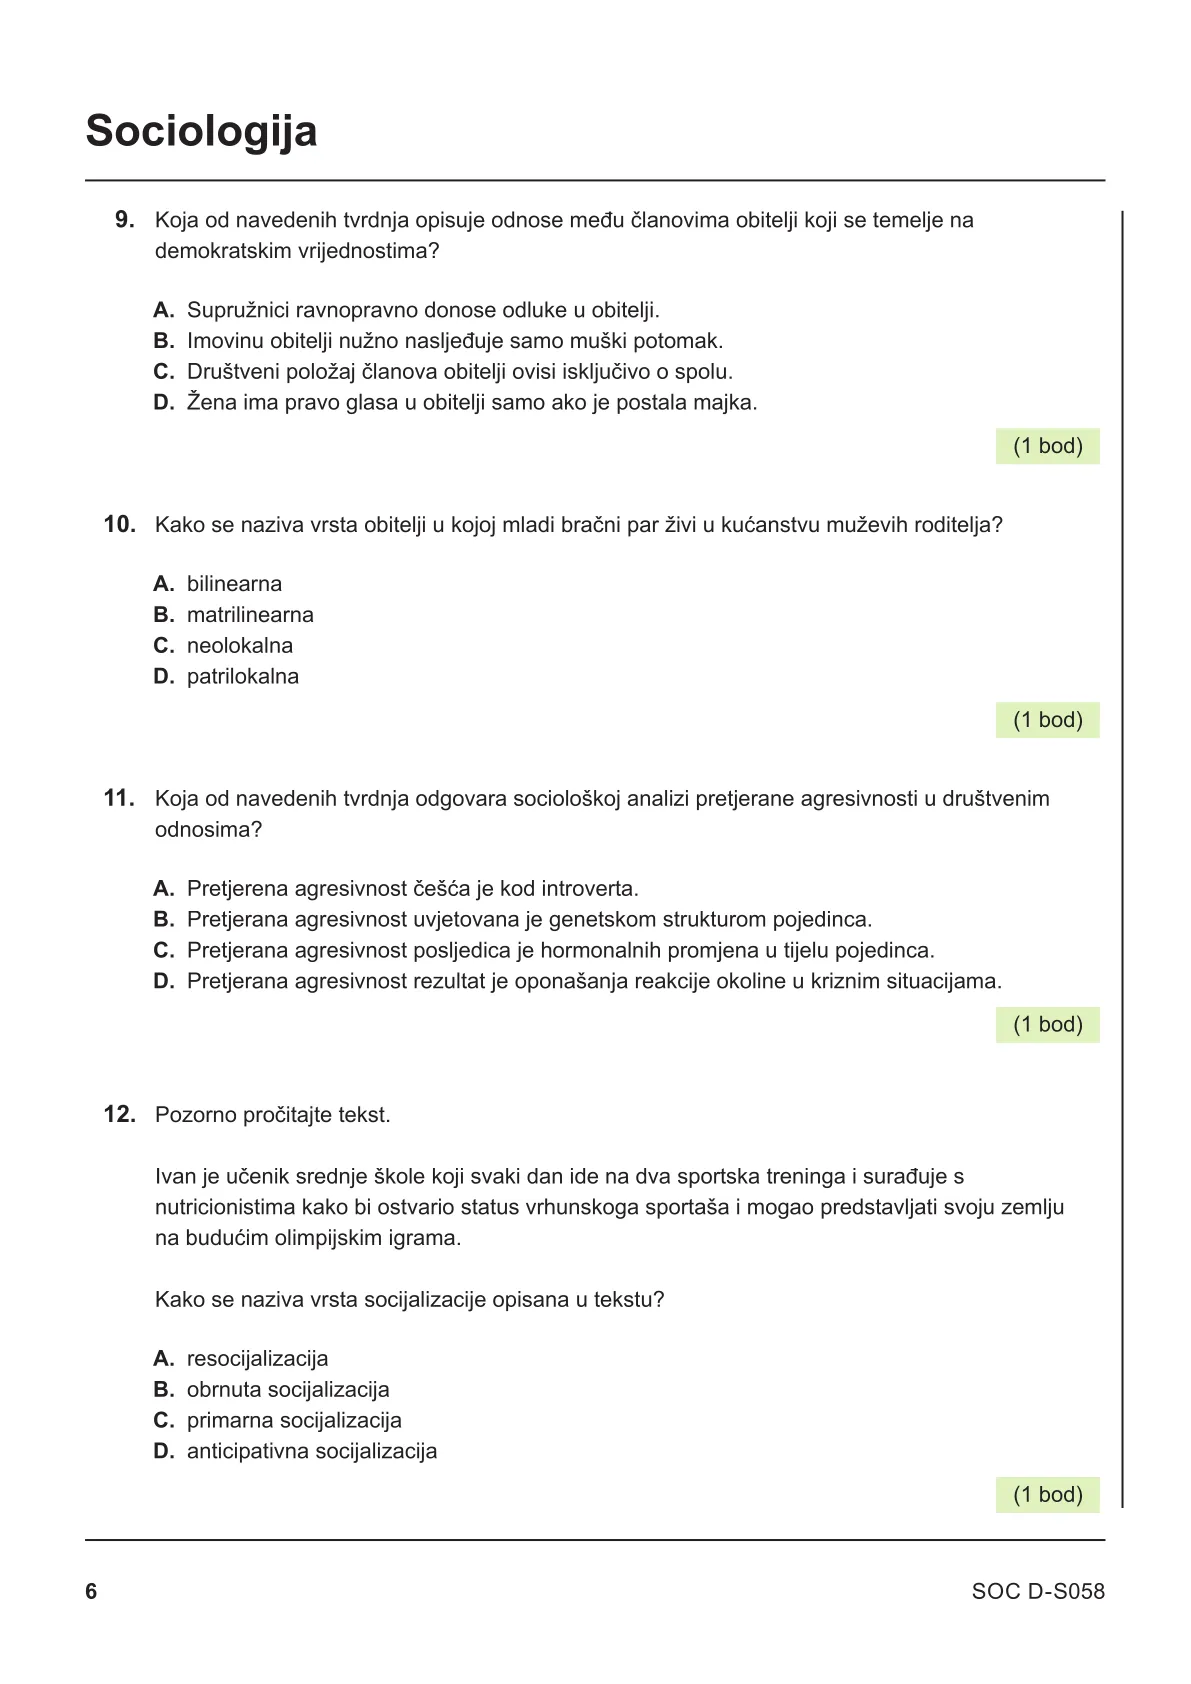 Sociologija
9. Koja od navedenih tvrdnja opisuje odnose među članovima obitelji koji se temelje na
demokratskim vrijednostima?
A. Supružnici ravnopravno donose odluke u obitelji.
B. Imovinu obitelji nužno nasljeđuje samo muški potomak.
C. Društveni položaj članova obitelji ovisi isključivo o spolu.
D. Žena ima pravo glasa u obitelji samo ako je postala majka.
(1 bod)
10. Kako se naziva vrsta obitelji u kojoj mladi bračni par živi u kućanstvu muževih roditelja?
A. bilinearna
B. matrilinearna
C. neolokalna
D. patrilokalna
(1 bod)
11. Koja od navedenih tvrdnja odgovara sociološkoj analizi pretjerane agresivnosti u društvenim
odnosima?
A. Pretjerena agresivnost češća je kod introverta.
B. Pretjerana agresivnost uvjetovana je genetskom strukturom pojedinca.
C. Pretjerana agresivnost posljedica je hormonalnih promjena u tijelu pojedinca.
D. Pretjerana agresivnost rezultat je oponašanja reakcije okoline u kriznim situacijama.
(1 bod)
12. Pozorno pročitajte tekst.
Ivan je učenik srednje škole koji svaki dan ide na dva sportska treninga i surađuje s
nutricionistima kako bi ostvario status vrhunskoga sportaša i mogao predstavljati svoju zemlju
na budućim olimpijskim igrama.
Kako se naziva vrsta socijalizacije opisana u tekstu?
A. resocijalizacija
B. obrnuta socijalizacija
C. primarna socijalizacija
D. anticipativna socijalizacija
(1 bod)
6
SOC D-S058